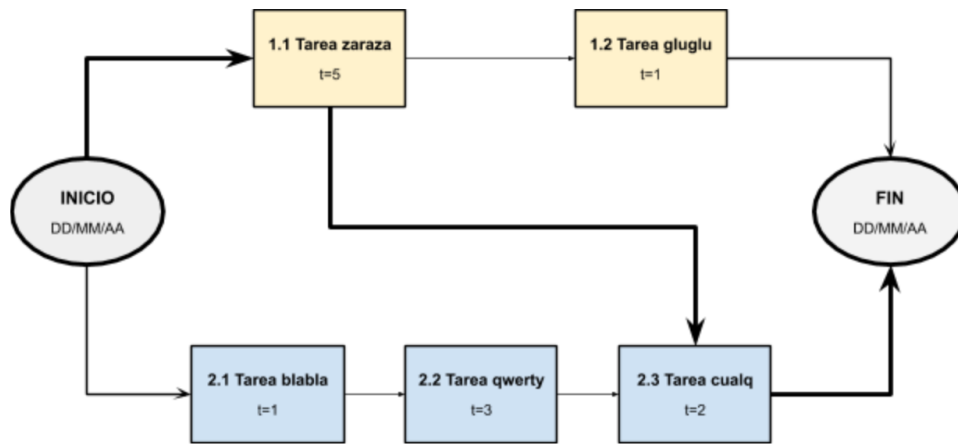 1.1 Tarea zaraza
t=5
1.2 Tarea gluglu
t=1
INICIO
DD/MM/AA
FIN
DD/MM/AA
2.1 Tarea blabla
t=1
2.2 Tarea qwerty
t=3
2.3 Tarea cualq
t=2